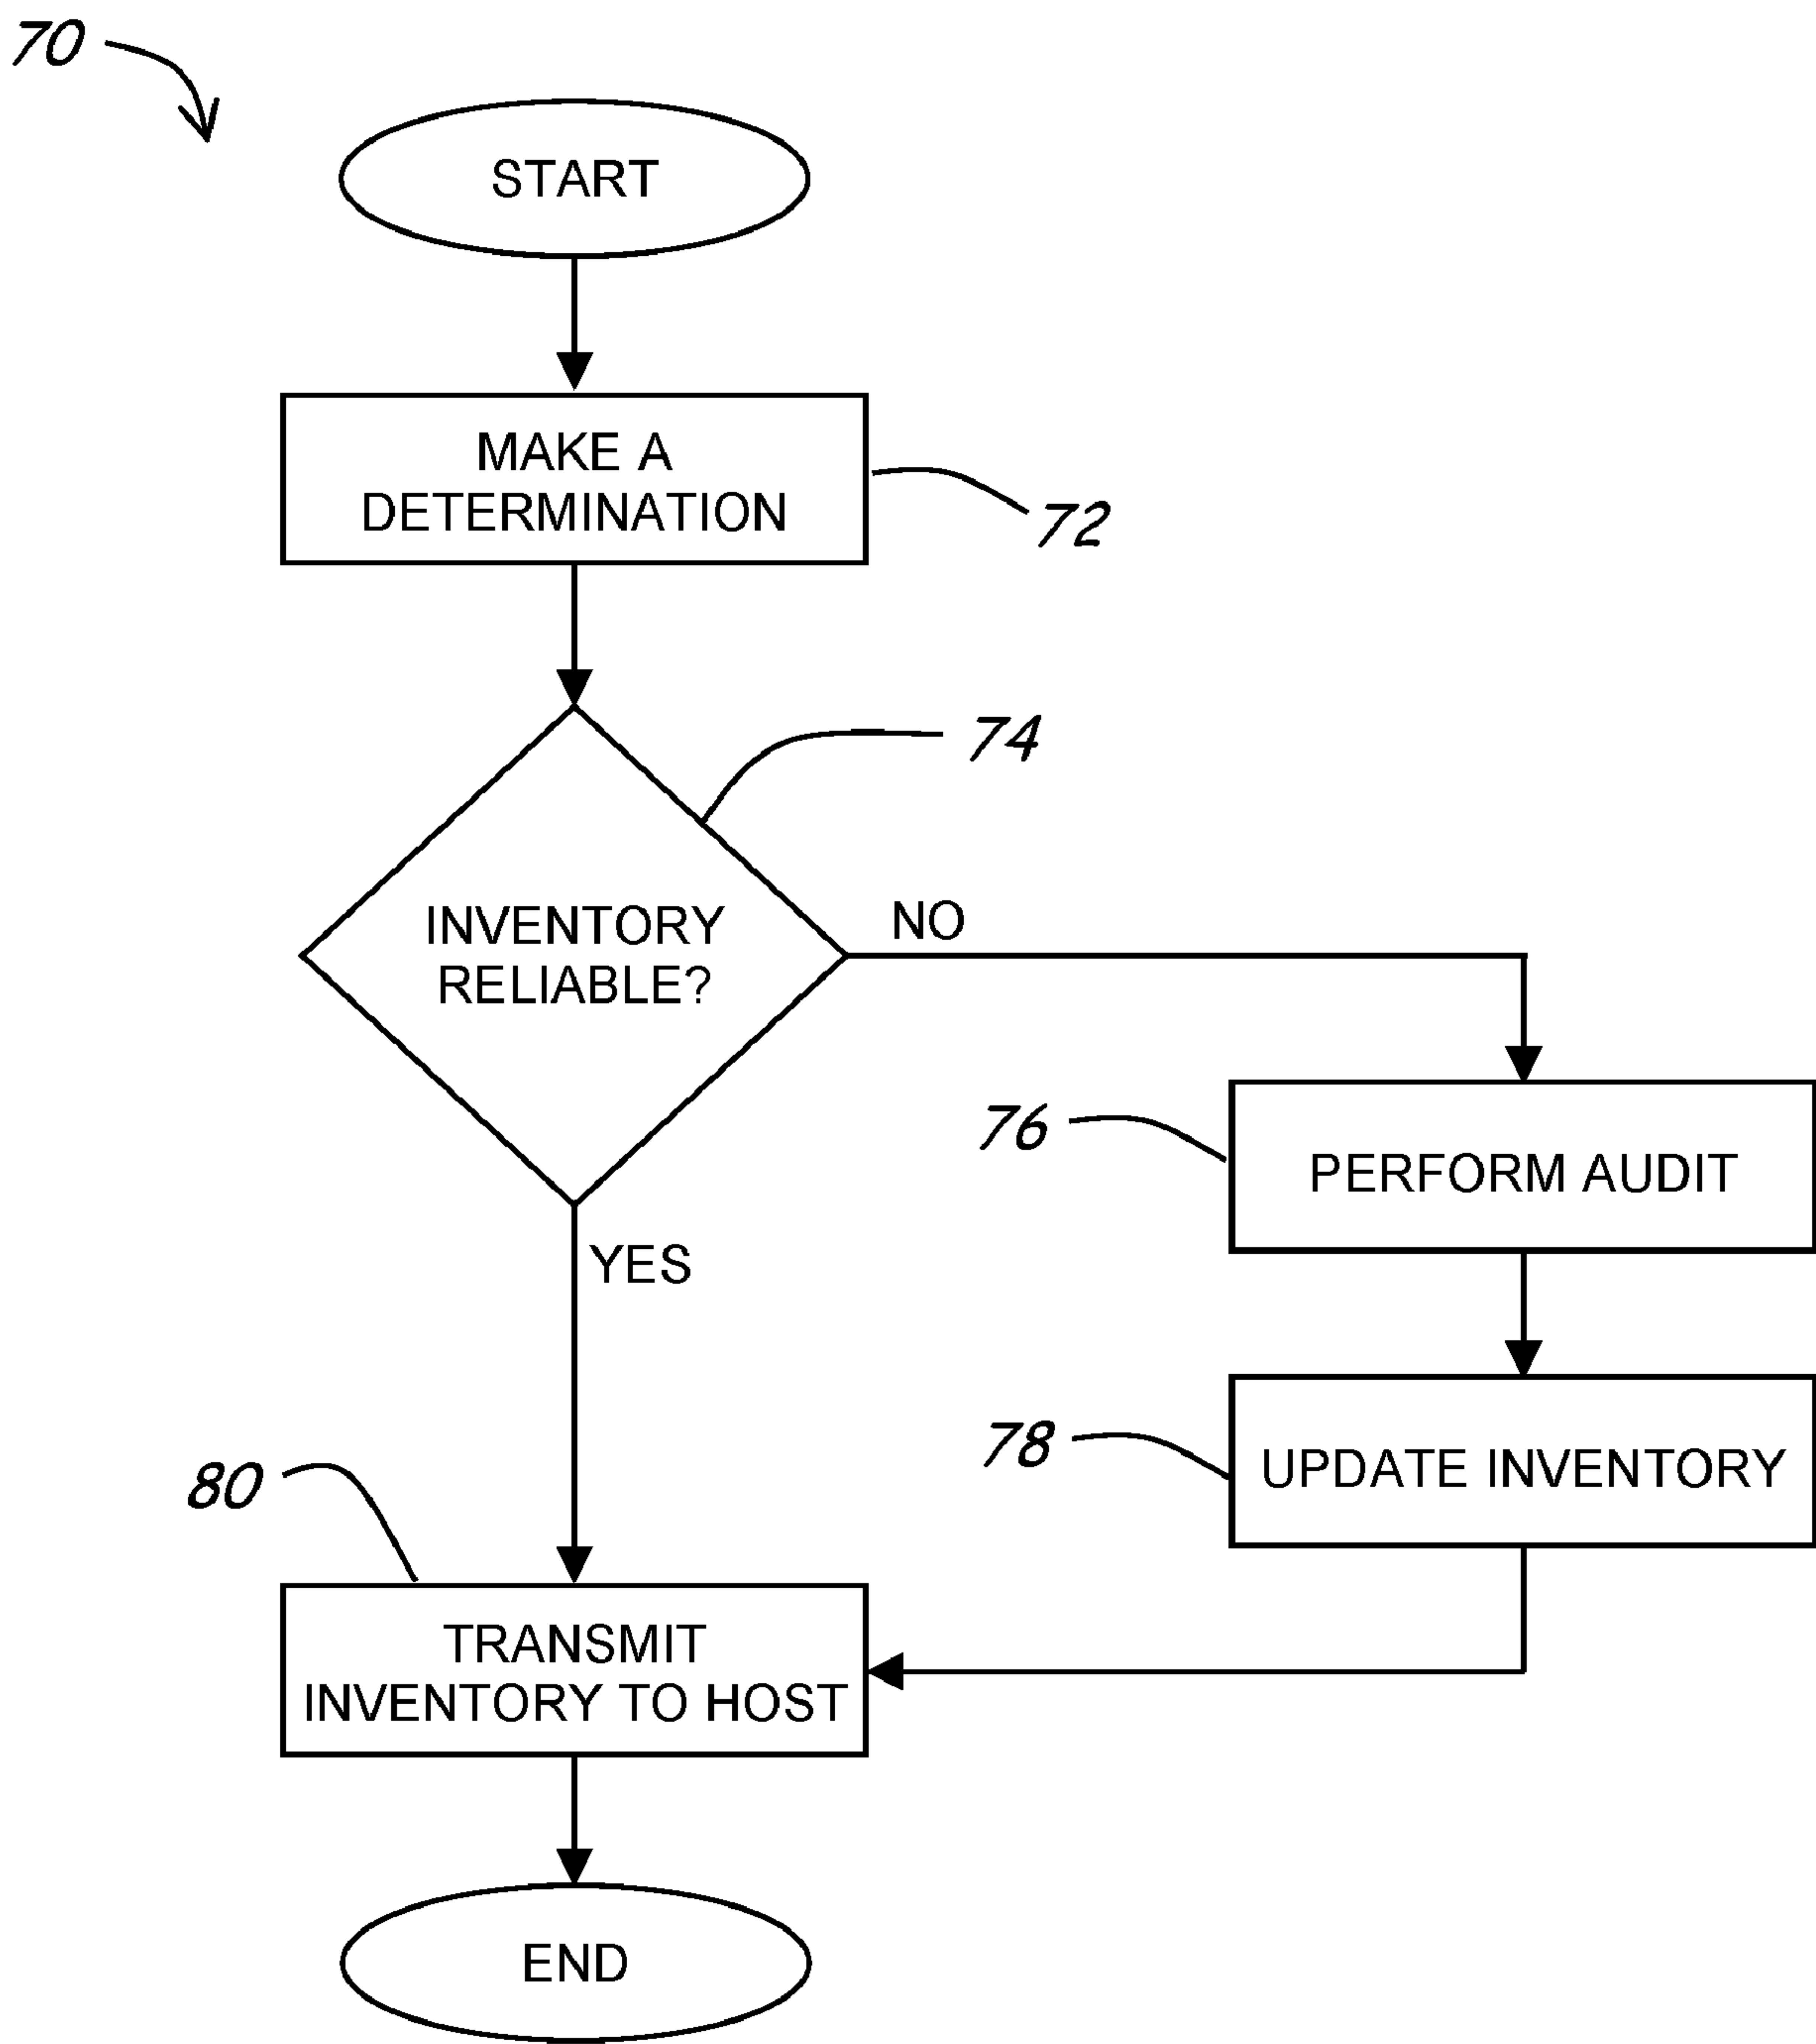 70
START
MAKE A
DETERMINATION
72
74
INVENTORY
RELIABLE?
NO
YES
76
PERFORM AUDIT
78
UPDATE INVENTORY
80
TRANSMIT
INVENTORY TO HOST
END